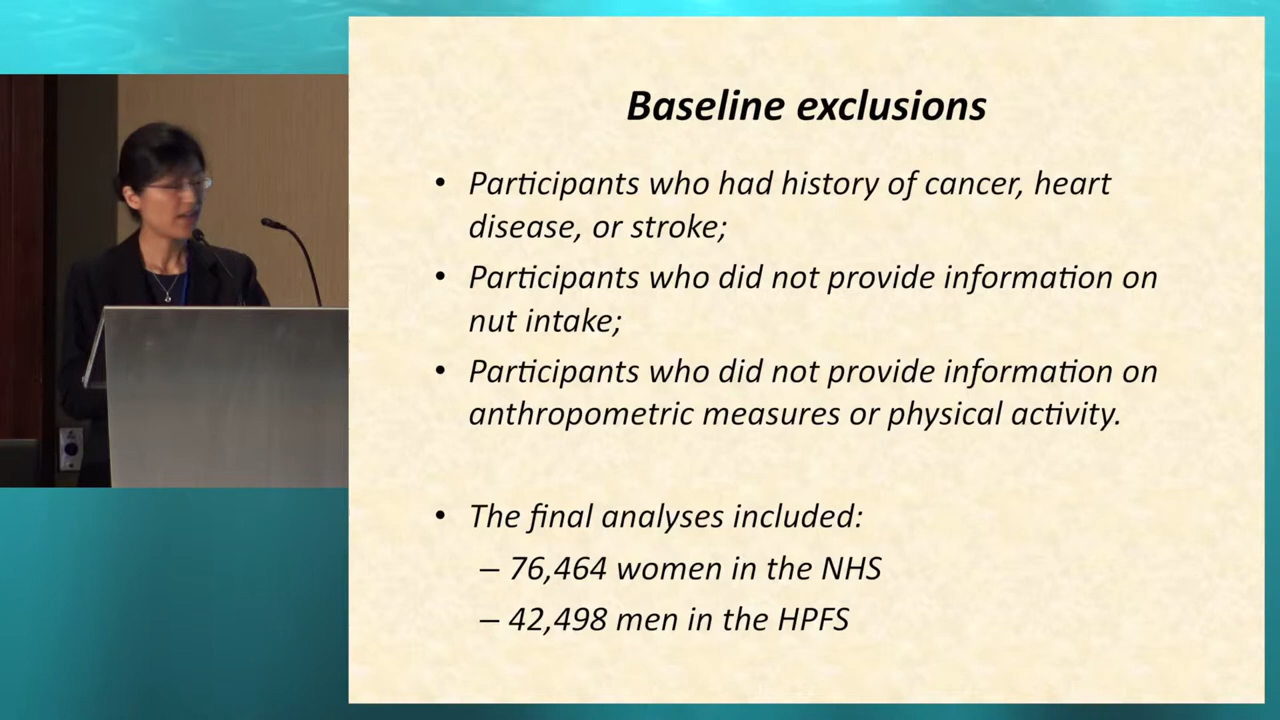 Baseline exclusions
• Participants who had history of cancer, heart
disease, or stroke;
• Participants who did not provide information on
nut intake;
• Participants who did not provide information on
anthropometric measures or physical activity.
• The final analyses included:
– 76,464 women in the NHS
– 42,498 men in the HPFS